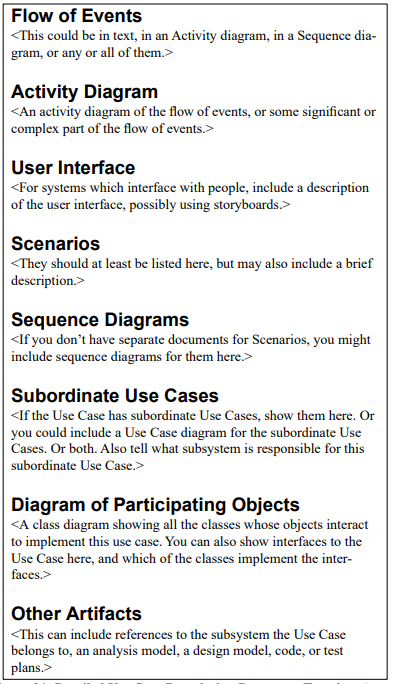 Flow of Events
<This could be in text, in an Activity diagram, in a Sequence dia-
gram, or any or all of them.>
Activity Diagram
<An activity diagram of the flow of events, or some significant or
complex part of the flow of events.>
User Interface
<For systems which interface with people, include a description
of the user interface, possibly using storyboards.>
Scenarios
<They should at least be listed here, but may also include a brief
description.>
Sequence Diagrams
<If you don’t have separate documents for Scenarios, you might
include sequence diagrams for them here.>
Subordinate Use Cases
<If the Use Case has subordinate Use Cases, show them here. Or
you could include a Use Case diagram for the subordinate Use
Cases. Or both. Also tell what subsystem is responsible for this
subordinate Use Case.>
Diagram of Participating Objects
<A class diagram showing all the classes whose objects interact
to implement this use case. You can also show interfaces to the
Use Case here, and which of the classes implement the inter-
faces.>
Other Artifacts
<This can include references to the subsystem the Use Case
belongs to, an analysis model, a design model, code, or test
plans.>